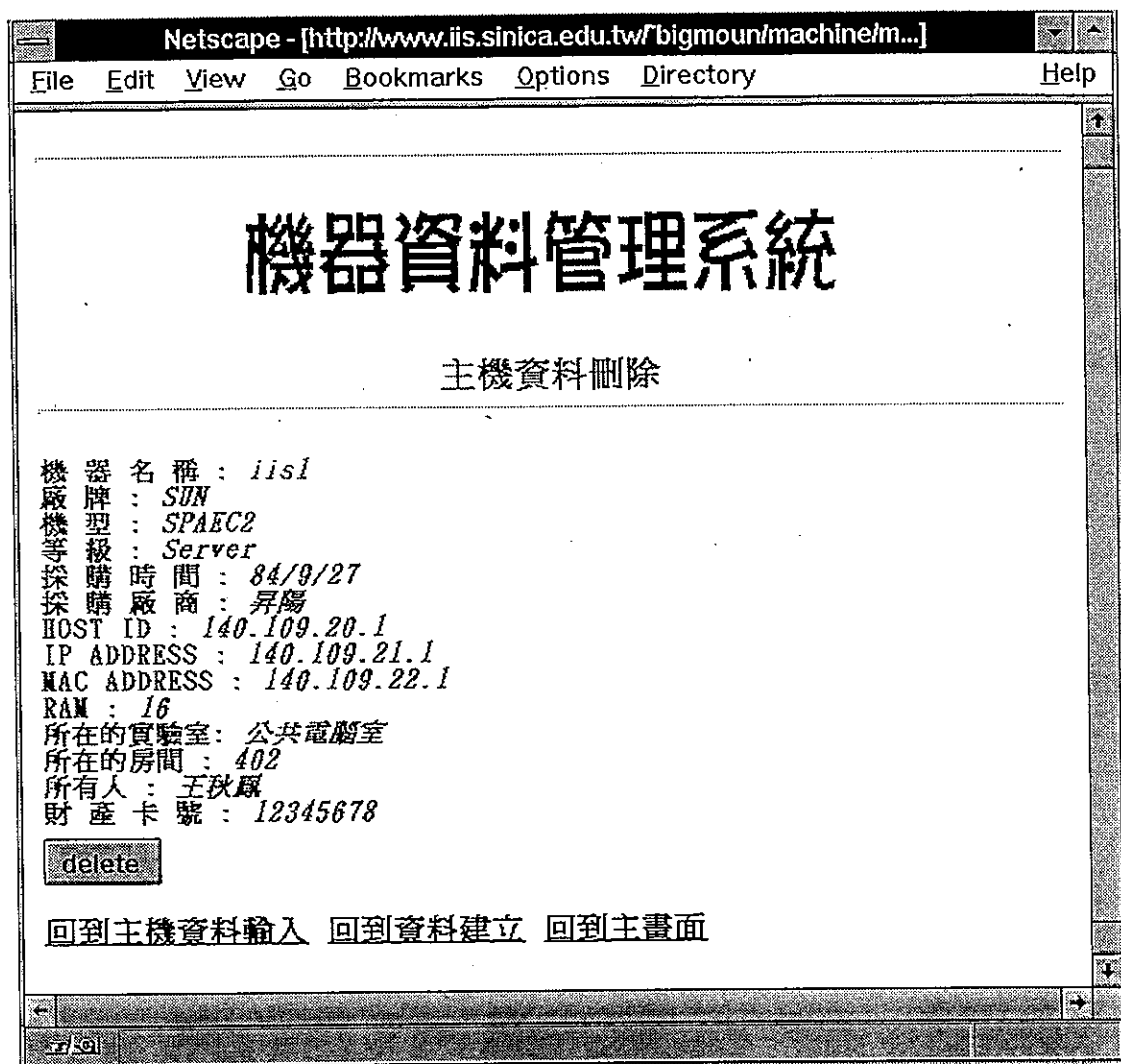 Netscape - [http://www.iis.sinica.edu.tw/~bigmoun/machine/m...]
File Edit View Go Bookmarks Options Directory Help
機器資料管理系統
主機資料刪除
機 器 名 稱 : iis1
廠 牌 : SUN
機 型 : SPAEC2
等 級 : Server
採 購 時 間 : 84/9/27
採 購 廠 商 : 昇陽
HOST ID : 140.109.20.1
IP ADDRESS : 140.109.21.1
MAC ADDRESS : 140.109.22.1
RAM : 16
所在的實驗室: 公共電腦室
所在的房間 : 402
所有人 : 王秋鳳
財 產 卡 號 : 12345678
delete
回到主機資料輸入 回到資料建立 回到主畫面